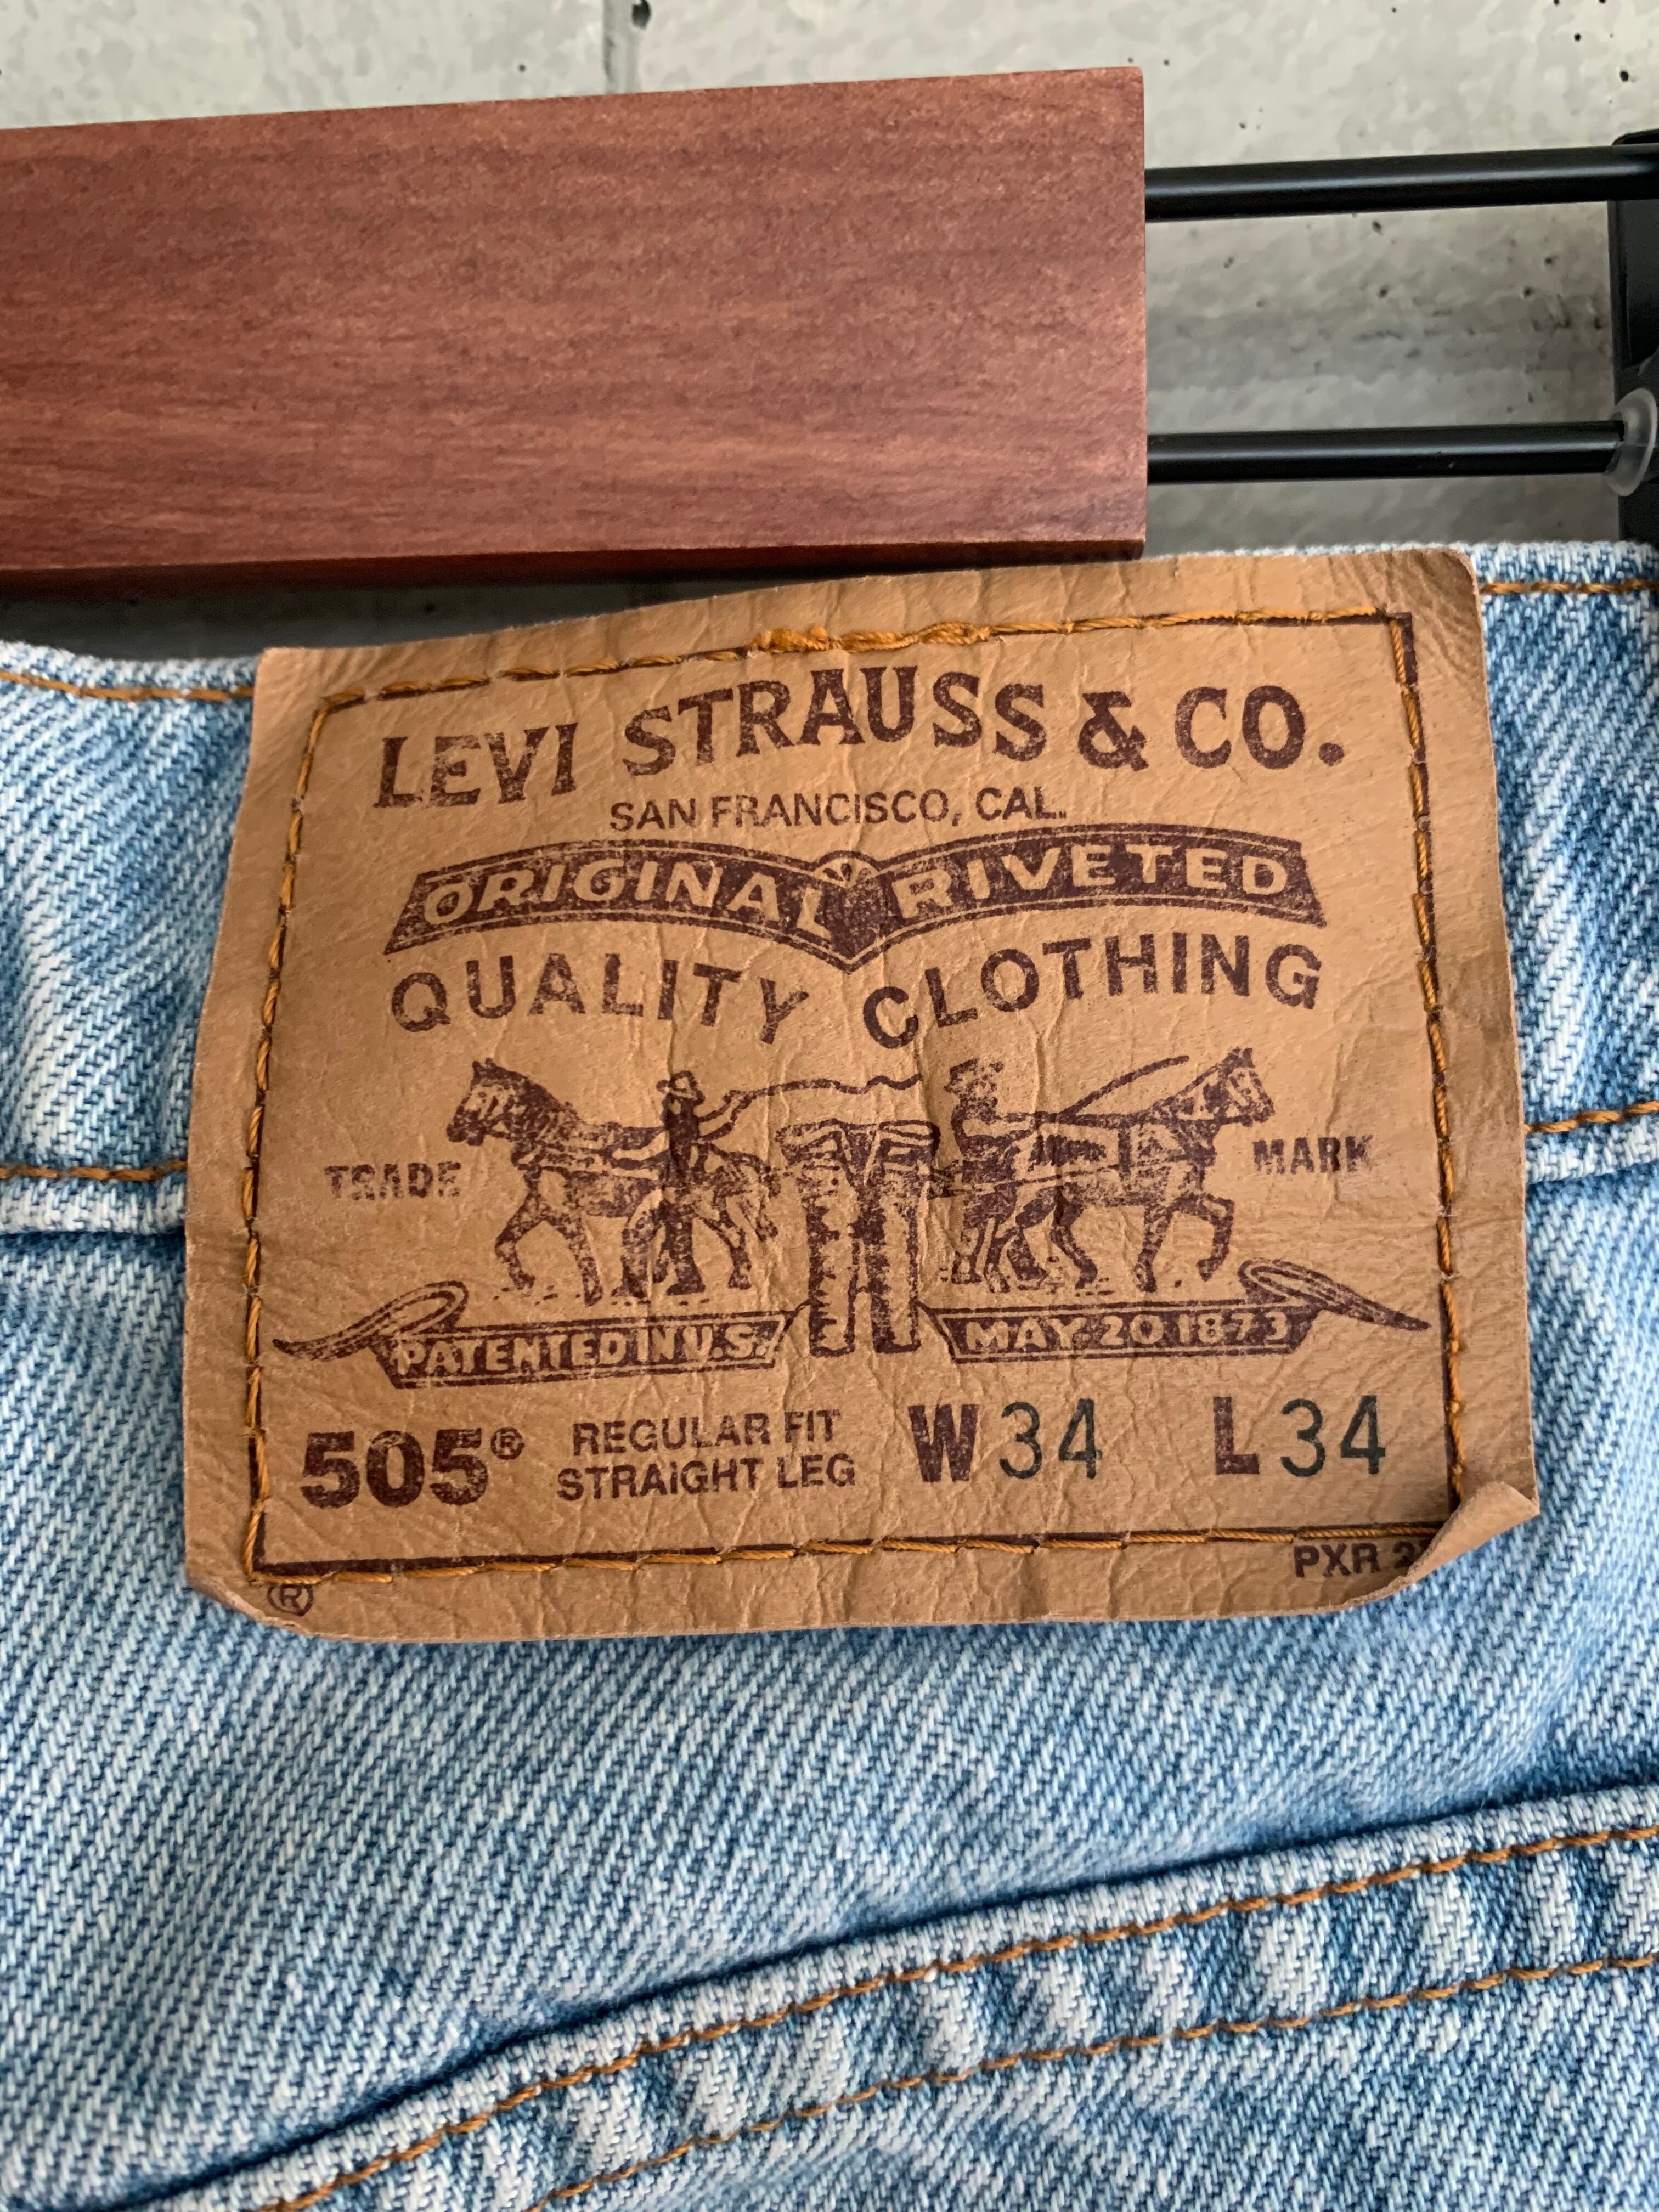 LEVI STRAUSS & CO.
SAN FRANCISCO, CAL.
ORIGINAL RIVETED
QUALITY CLOTHING
TRADE MARK
PATENTED IN U.S. MAY 20 1873
505® REGULAR FIT W34 L34
STRAIGHT LEG
PXR
®